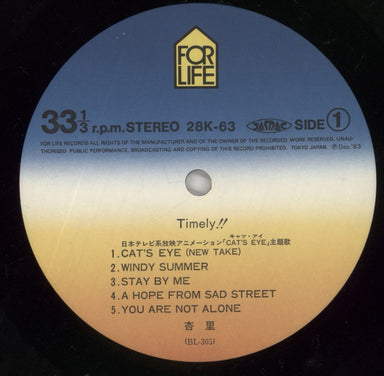 FOR
LIFE
33 1/3 r.p.m. STEREO 28K-63 JASRAC SIDE 1
FOR LIFE RECORDS·ALL RIGHTS OF THE MANUFACTURER AND OF THE OWNER OF THE RECORDED WORK RESERVED. UNAU-
THORISED PUBLIC PERFORMANCE, BROADCASTING AND COPYING OF THIS RECORD PROHIBITED. TOKYO JAPAN. Ⓟ Dec.'83
Timely!!
キャッツ・アイ
日本テレビ系放映アニメーション「CAT'S EYE」主題歌
1. CAT'S EYE (NEW TAKE)
2. WINDY SUMMER
3. STAY BY ME
4. A HOPE FROM SAD STREET
5. YOU ARE NOT ALONE
杏里
(BL-305)